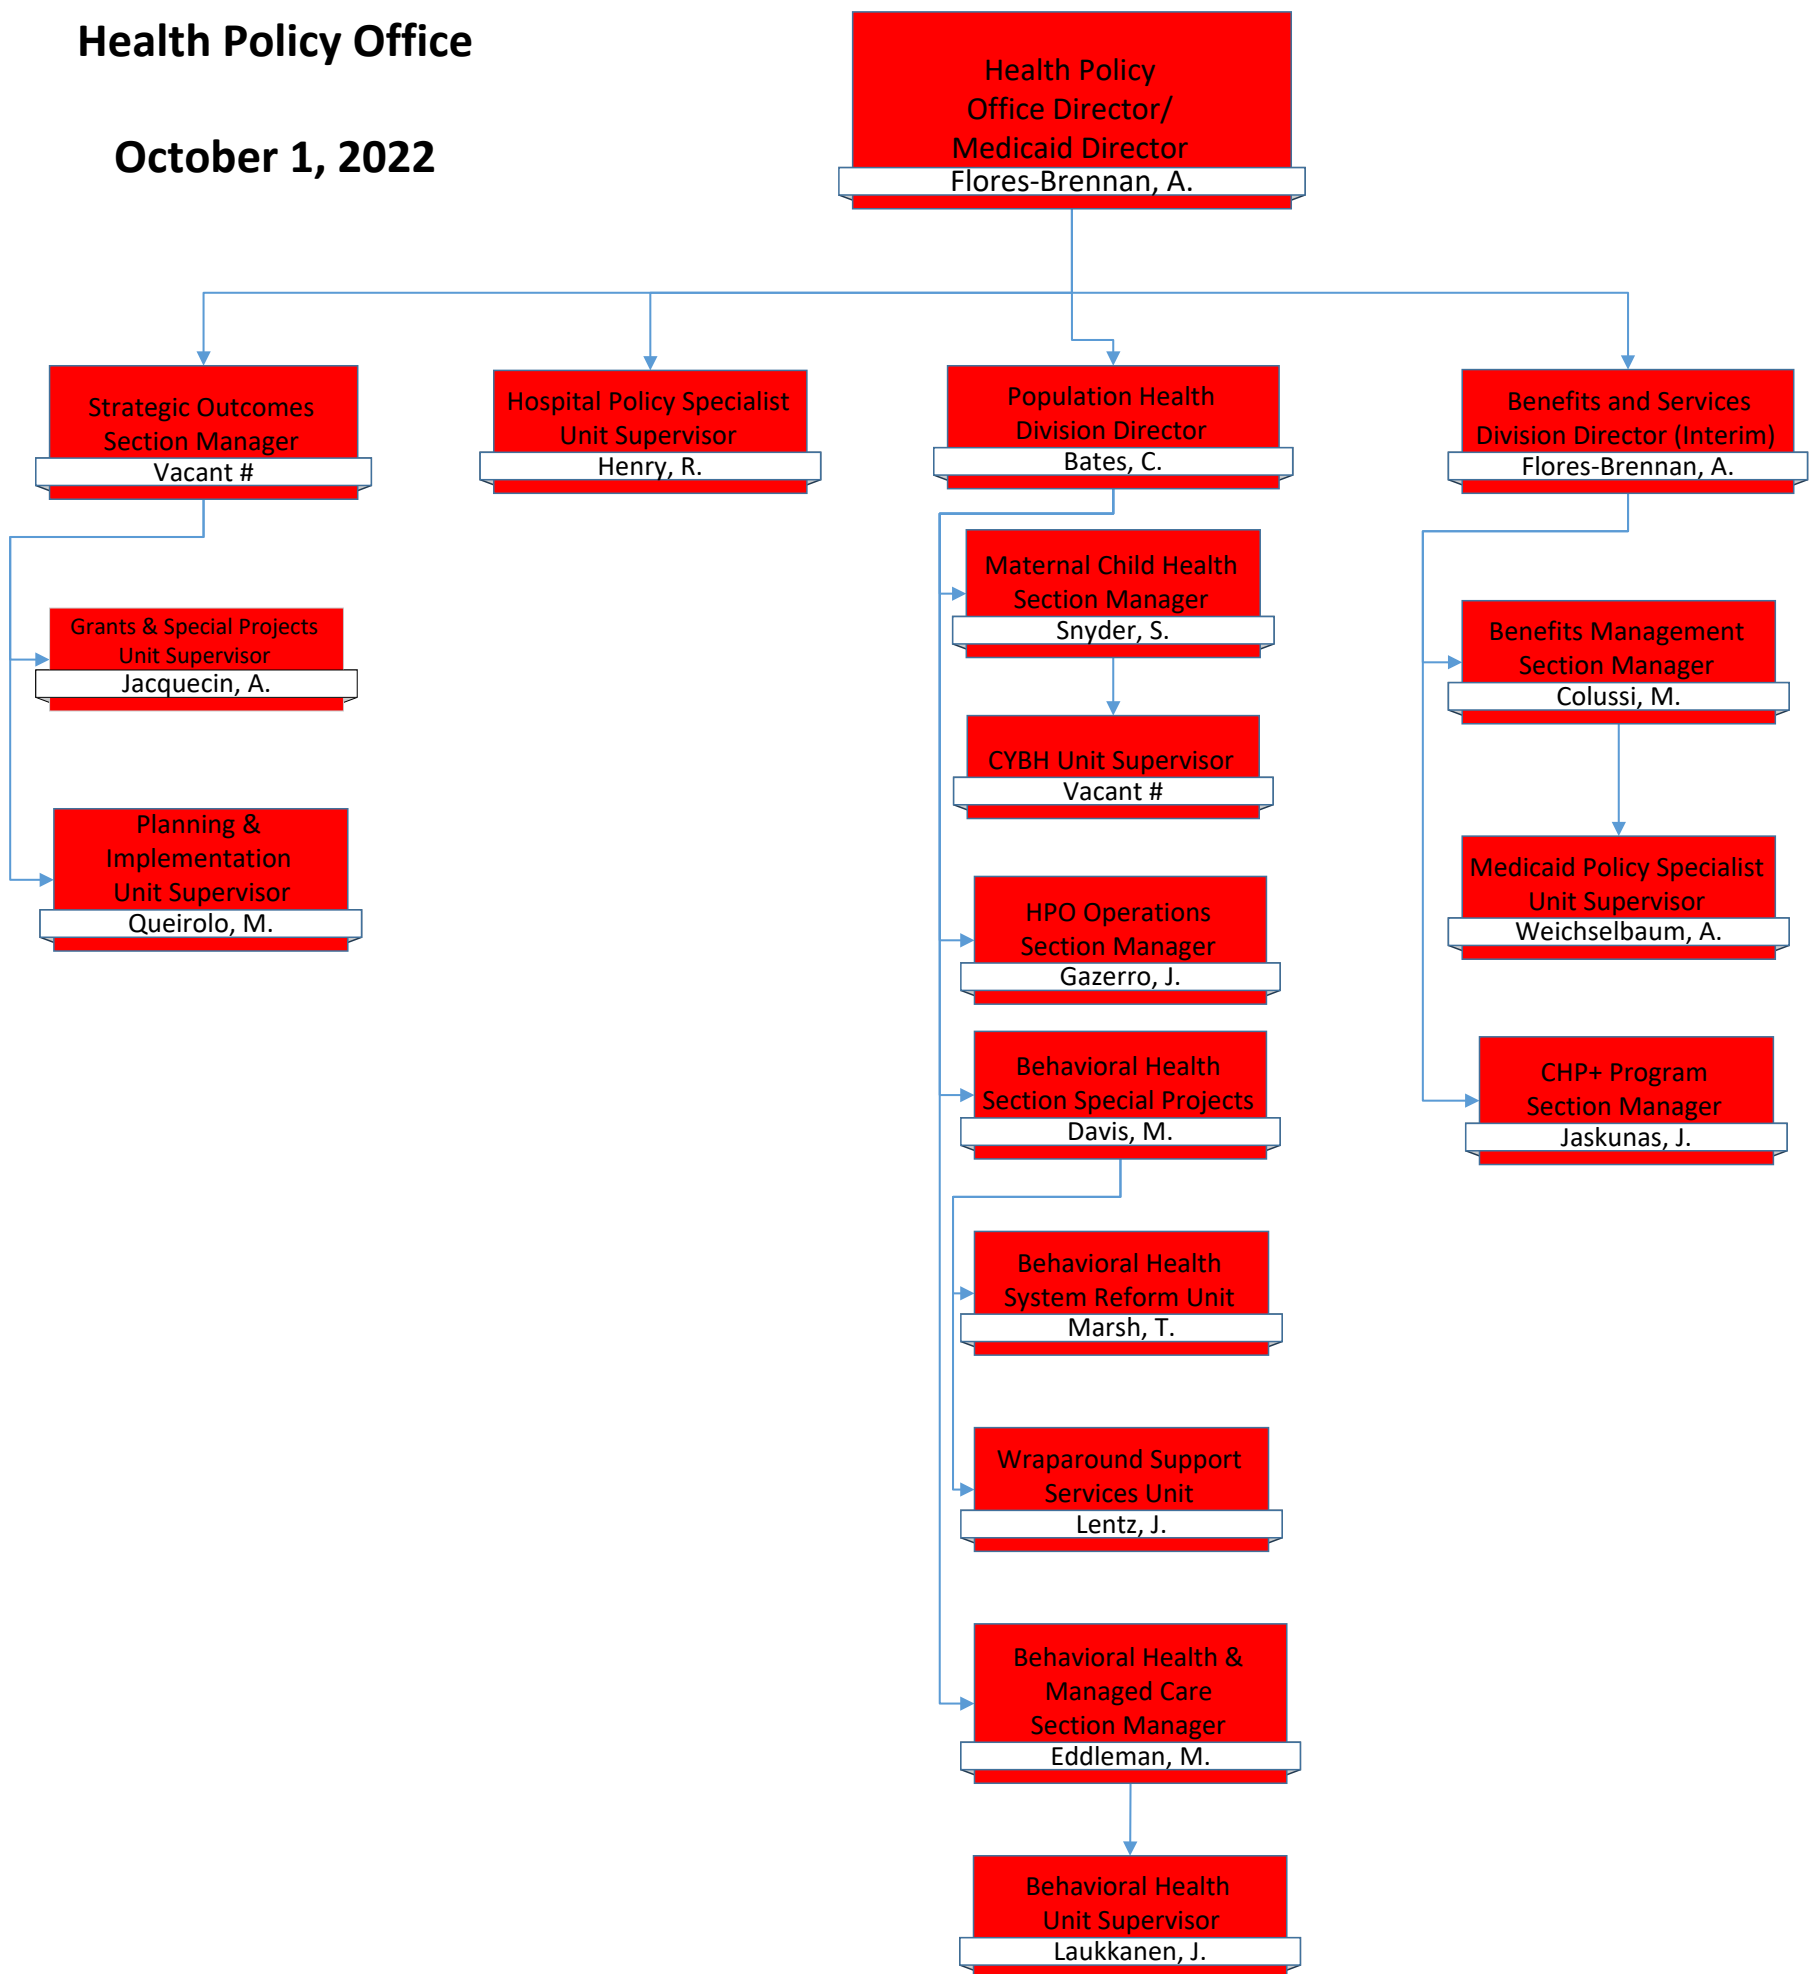 Health Policy Office
October 1, 2022
Health Policy
Office Director/
Medicaid Director
Flores-Brennan, A.
Strategic Outcomes
Section Manager
Vacant #
Hospital Policy Specialist
Unit Supervisor
Henry, R.
Population Health
Division Director
Bates, C.
Benefits and Services
Division Director (Interim)
Flores-Brennan, A.
Grants & Special Projects
Unit Supervisor
Jacquecin, A.
Planning &
Implementation
Unit Supervisor
Queirolo, M.
Maternal Child Health
Section Manager
Snyder, S.
CYBH Unit Supervisor
Vacant #
HPO Operations
Section Manager
Gazerro, J.
Behavioral Health
Section Special Projects
Davis, M.
Behavioral Health
System Reform Unit
Marsh, T.
Wraparound Support
Services Unit
Lentz, J.
Behavioral Health &
Managed Care
Section Manager
Eddleman, M.
Behavioral Health
Unit Supervisor
Laukkanen, J.
Benefits Management
Section Manager
Colussi, M.
Medicaid Policy Specialist
Unit Supervisor
Weichselbaum, A.
CHP+ Program
Section Manager
Jaskunas, J.